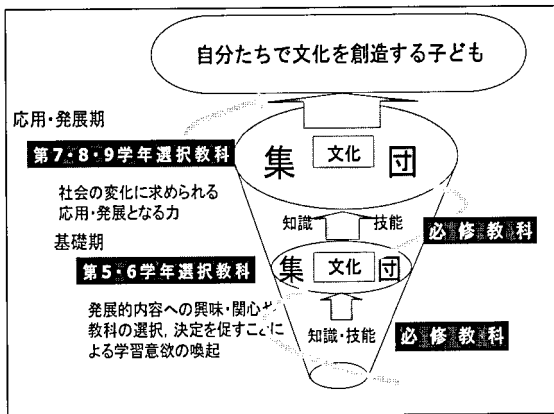 自分たちで文化を創造する子ども
応用・発展期
第7・8・9学年選択教科
集 文化 団
社会の変化に求められる
応用・発展となる力
知識 技能
必修教科
基礎期
第5・6学年選択教科
集 文化 団
発展的内容への興味・関心や
教科の選択，決定を促すことに
よる学習意欲の喚起
知識・技能
必修教科